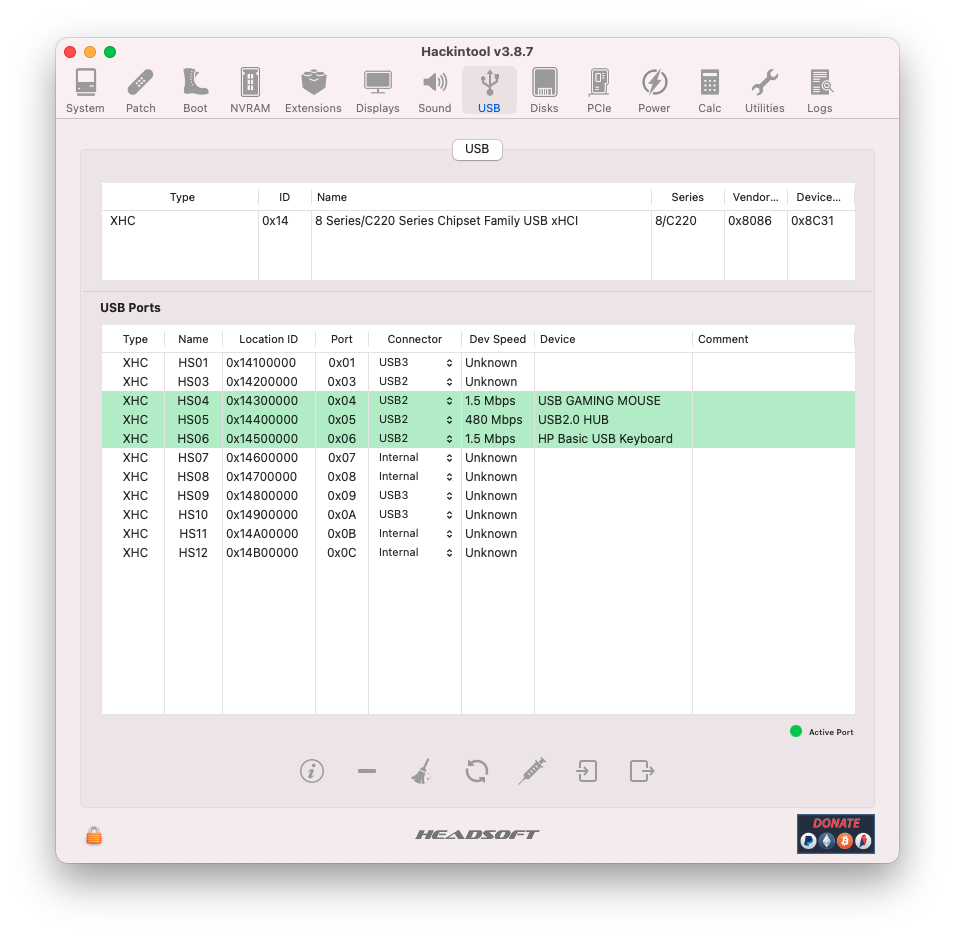 Hackintool v3.8.7
System Patch Boot NVRAM Extensions Displays Sound USB Disks PCIe Power Calc Utilities Logs
USB
Type ID Name Series Vendor... Device...
XHC 0x14 8 Series/C220 Series Chipset Family USB xHCI 8/C220 0x8086 0x8C31
USB Ports
Type Name Location ID Port Connector Dev Speed Device Comment
XHC HS01 0x14100000 0x01 USB3 Unknown
XHC HS03 0x14200000 0x03 USB2 Unknown
XHC HS04 0x14300000 0x04 USB2 1.5 Mbps USB GAMING MOUSE
XHC HS05 0x14400000 0x05 USB2 480 Mbps USB2.0 HUB
XHC HS06 0x14500000 0x06 USB2 1.5 Mbps HP Basic USB Keyboard
XHC HS07 0x14600000 0x07 Internal Unknown
XHC HS08 0x14700000 0x08 Internal Unknown
XHC HS09 0x14800000 0x09 USB3 Unknown
XHC HS10 0x14900000 0x0A USB3 Unknown
XHC HS11 0x14A00000 0x0B Internal Unknown
XHC HS12 0x14B00000 0x0C Internal Unknown
Active Port
HEADSOFT
DONATE